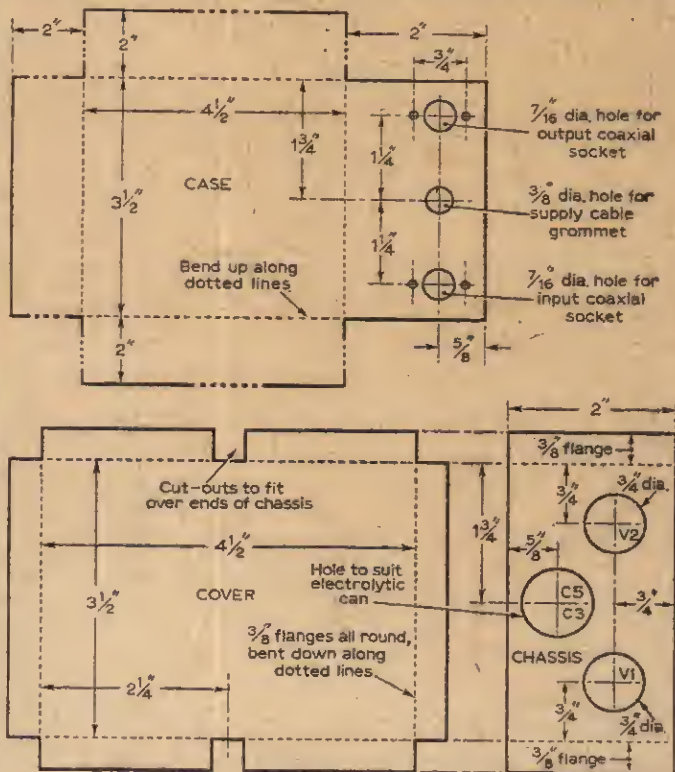 2"
2"
2"
3/4"
4 1/2"
1 3/4"
1 1/4"
7/16" dia. hole for
output coaxial
socket
CASE
3 1/2"
3/8" dia. hole for
supply cable
grommet
1 1/4"
Bend up along
dotted lines
7/16" dia. hole for
input coaxial
socket
2"
5/8"
2"
3/8" flange
Cut-outs to fit
over ends of chassis
3/4"
3/4" dia.
V2
1 3/4"
5/8"
4 1/2"
Hole to suit
electrolytic
can
C5
C3
3/4"
3 1/2"
COVER
3/8" flanges all round,
bent down along
dotted lines
CHASSIS
V1
2 1/4"
3/4"
3/4" dia.
3/8" flange